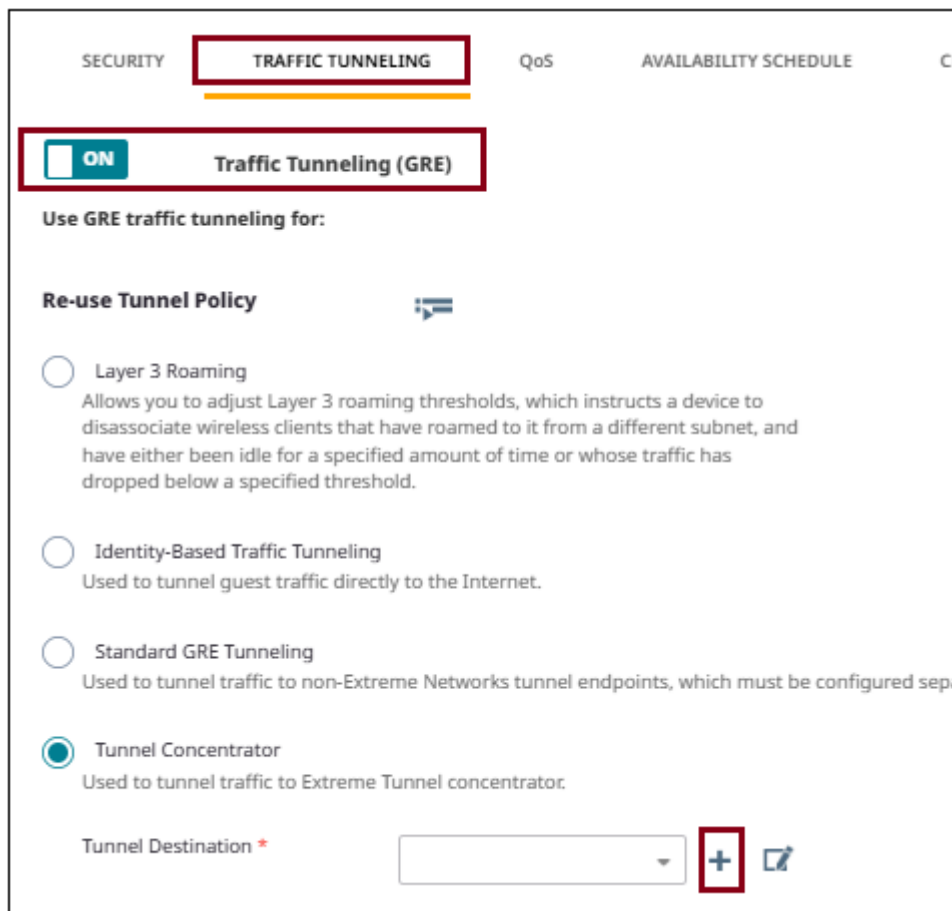 SECURITY TRAFFIC TUNNELING QoS AVAILABILITY SCHEDULE
ON Traffic Tunneling (GRE)
Use GRE traffic tunneling for:
Re-use Tunnel Policy
Layer 3 Roaming
Allows you to adjust Layer 3 roaming thresholds, which instructs a device to
disassociate wireless clients that have roamed to it from a different subnet, and
have either been idle for a specified amount of time or whose traffic has
dropped below a specified threshold.
Identity-Based Traffic Tunneling
Used to tunnel guest traffic directly to the Internet.
Standard GRE Tunneling
Used to tunnel traffic to non-Extreme Networks tunnel endpoints, which must be configured
Tunnel Concentrator
Used to tunnel traffic to Extreme Tunnel concentrator.
Tunnel Destination *